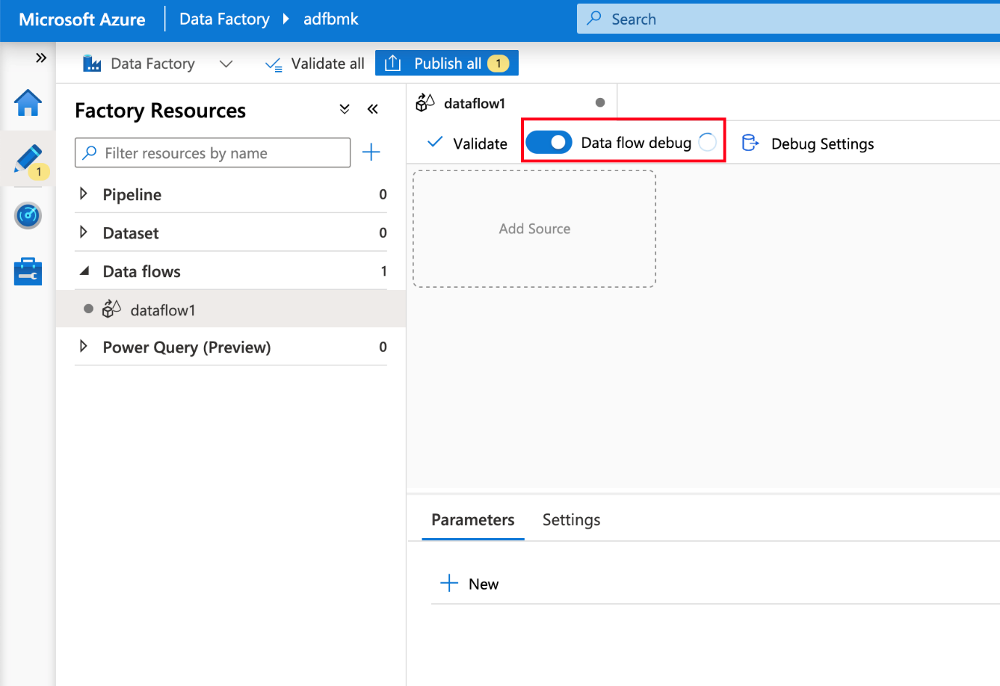 Microsoft Azure
Data Factory
adfbmk
Search
Data Factory
Validate all
Publish all
1
Factory Resources
Filter resources by name
1
Pipeline
0
Dataset
0
Data flows
1
dataflow1
Power Query (Preview)
0
dataflow1
Validate
Data flow debug
Debug Settings
Add Source
Parameters
Settings
New